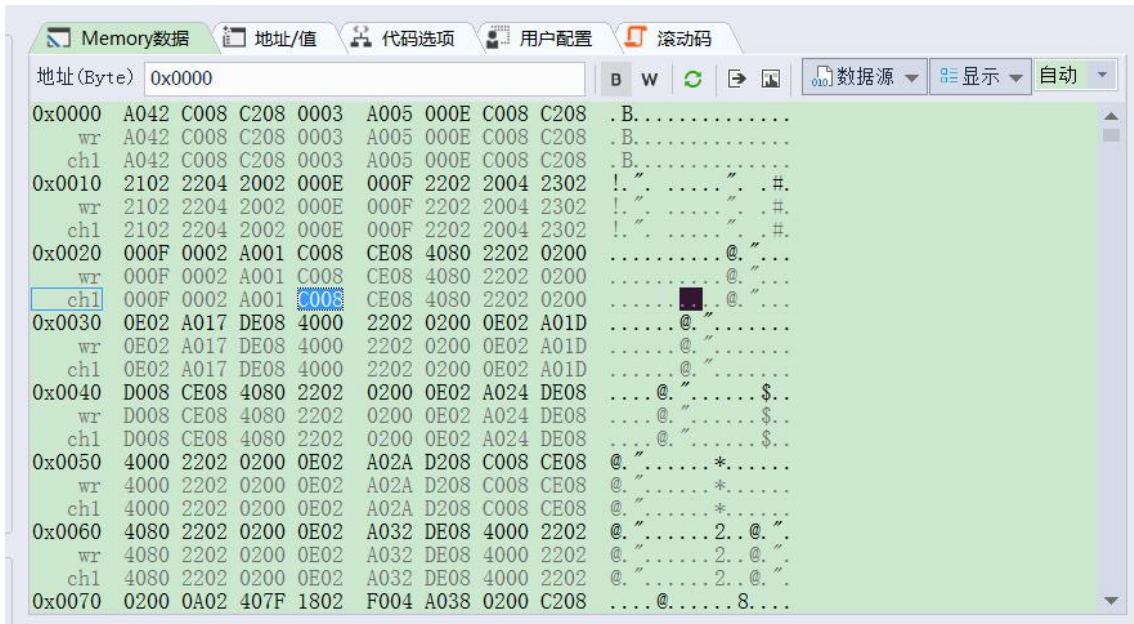 Memory数据 地址/值 代码选项 用户配置 滚动码
地址(Byte) 0x0000 B W 数据源 显示 自动
0x0000 A042 C008 C208 0003 A005 000E C008 C208 .B..............
wr A042 C008 C208 0003 A005 000E C008 C208 .B..............
ch1 A042 C008 C208 0003 A005 000E C008 C208 .B..............
0x0010 2102 2204 2002 000E 000F 2202 2004 2302 !.". .....". .#.
wr 2102 2204 2002 000E 000F 2202 2004 2302 !.". .....". .#.
ch1 2102 2204 2002 000E 000F 2202 2004 2302 !.". .....". .#.
0x0020 000F 0002 A001 C008 CE08 4080 2202 0200 ..........@."...
wr 000F 0002 A001 C008 CE08 4080 2202 0200 ..........@."...
ch1 000F 0002 A001 C008 CE08 4080 2202 0200 ..........@."...
0x0030 0E02 A017 DE08 4000 2202 0200 0E02 A01D ......@.".......
wr 0E02 A017 DE08 4000 2202 0200 0E02 A01D ......@.".......
ch1 0E02 A017 DE08 4000 2202 0200 0E02 A01D ......@.".......
0x0040 D008 CE08 4080 2202 0200 0E02 A024 DE08 ....@.".......$..
wr D008 CE08 4080 2202 0200 0E02 A024 DE08 ....@.".......$..
ch1 D008 CE08 4080 2202 0200 0E02 A024 DE08 ....@.".......$..
0x0050 4000 2202 0200 0E02 A02A D208 C008 CE08 @.".......*......
wr 4000 2202 0200 0E02 A02A D208 C008 CE08 @.".......*......
ch1 4000 2202 0200 0E02 A02A D208 C008 CE08 @.".......*......
0x0060 4080 2202 0200 0E02 A032 DE08 4000 2202 @.".......2..@.".
wr 4080 2202 0200 0E02 A032 DE08 4000 2202 @.".......2..@.".
ch1 4080 2202 0200 0E02 A032 DE08 4000 2202 @.".......2..@.".
0x0070 0200 0A02 407F 1802 F004 A038 0200 C208 ....@......8....